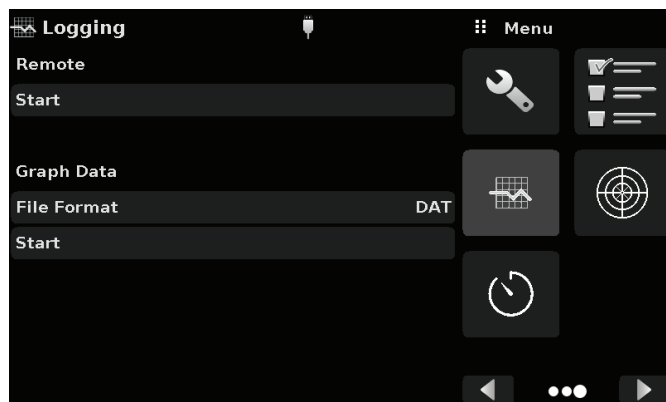 Logging
Menu
Remote
Start
Graph Data
File Format DAT
Start